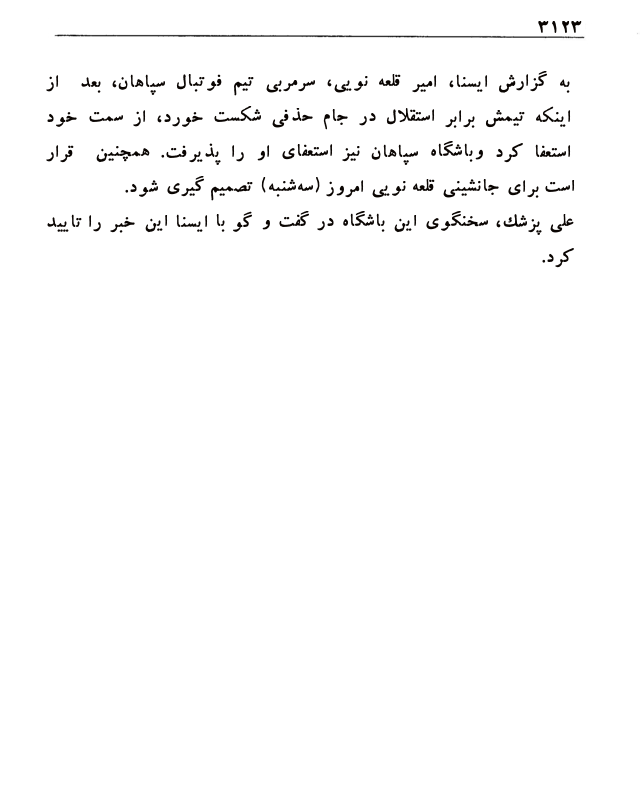 ۳۱۲۳
به گزارش ایسنا، امیر قلعه نویی، سرمربی تیم فوتبال سپاهان، بعد از
اینکه تیمش برابر استقلال در جام حذفی شکست خورد، از سمت خود
استعفا کرد وباشگاه سپاهان نیز استعفای او را پذیرفت. همچنین قرار
است برای جانشینی قلعه نویی امروز (سه‌شنبه) تصمیم گیری شود.
علی پزشك، سخنگوی این باشگاه در گفت و گو با ایسنا این خبر را تایید
کرد.